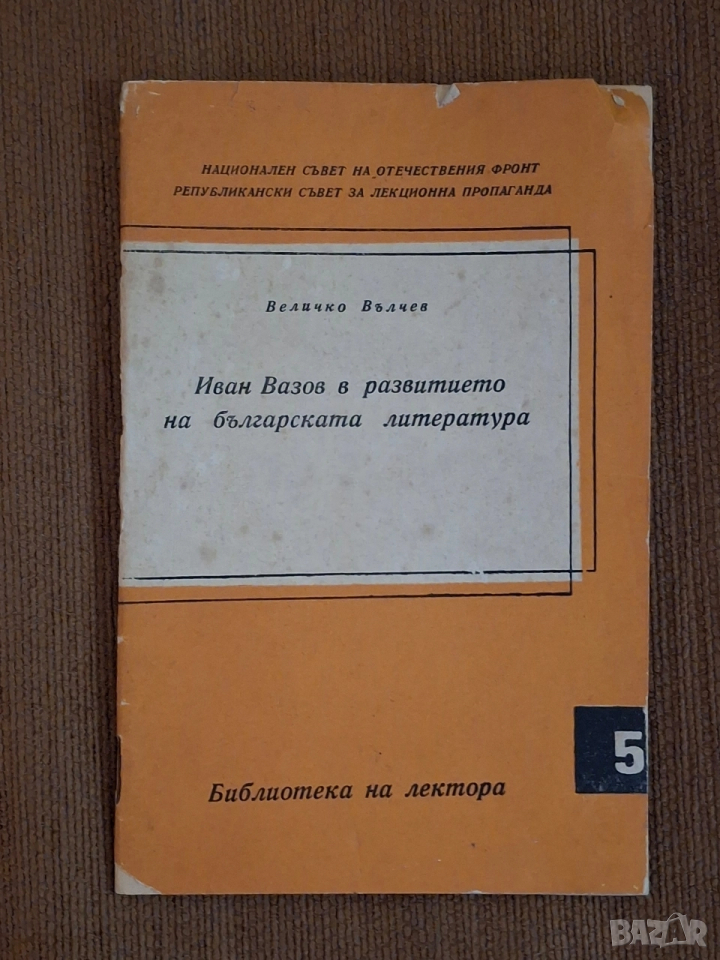 НАЦИОНАЛЕН СЪВЕТ НА ОТЕЧЕСТВЕНИЯ ФРОНТ
РЕПУБЛИКАНСКИ СЪВЕТ ЗА ЛЕКЦИОННА ПРОПАГАНДА
Величко Вълчев
Иван Вазов в развитието
на българската литература
5
Библиотека на лектора
BAZAR